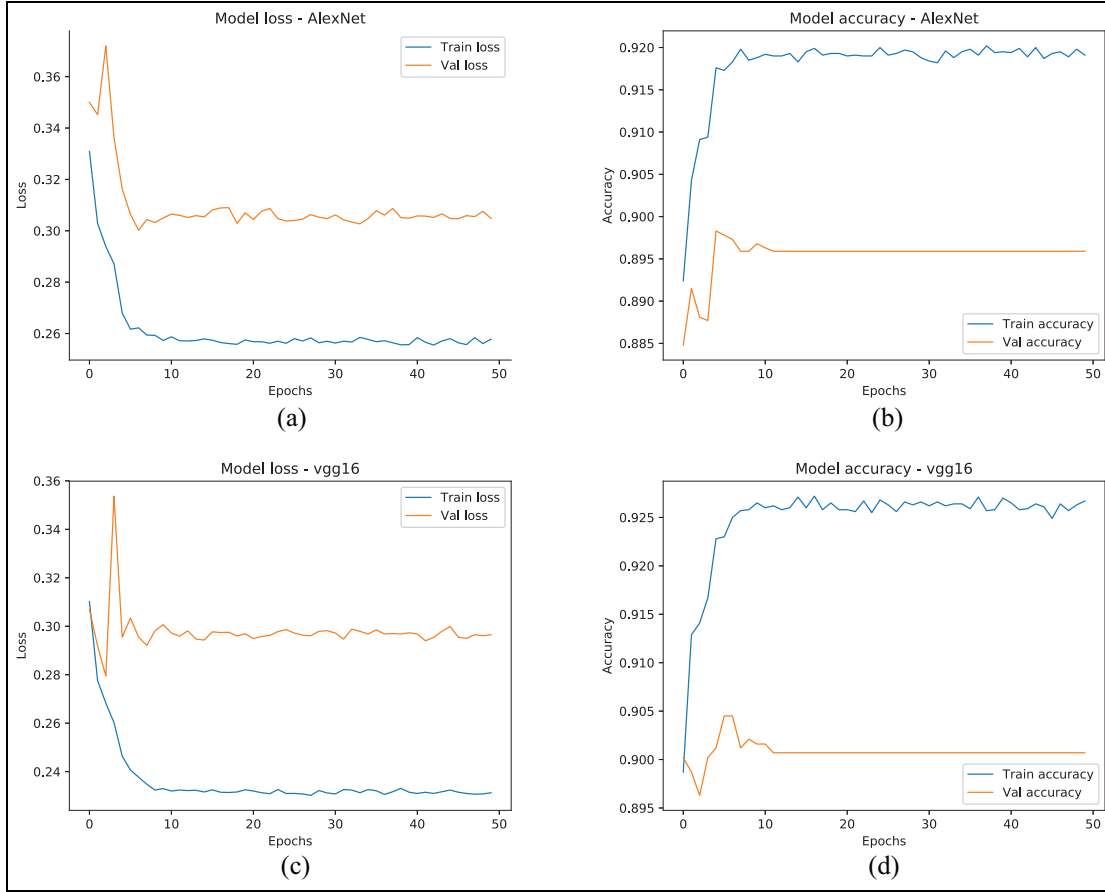 Model loss - AlexNet
Train loss
Val loss
0.36
0.34
0.32
0.30
0.28
0.26
Loss
0 10 20 30 40 50
Epochs
(a)
Model accuracy - AlexNet
0.920
0.915
0.910
0.905
0.900
0.895
0.890
0.885
Accuracy
Train accuracy
Val accuracy
0 10 20 30 40 50
Epochs
(b)
Model loss - vgg16
0.36
Train loss
Val loss
0.34
0.32
0.30
0.28
0.26
0.24
Loss
0 10 20 30 40 50
Epochs
(c)
Model accuracy - vgg16
0.925
0.920
0.915
0.910
0.905
0.900
0.895
Accuracy
Train accuracy
Val accuracy
0 10 20 30 40 50
Epochs
(d)